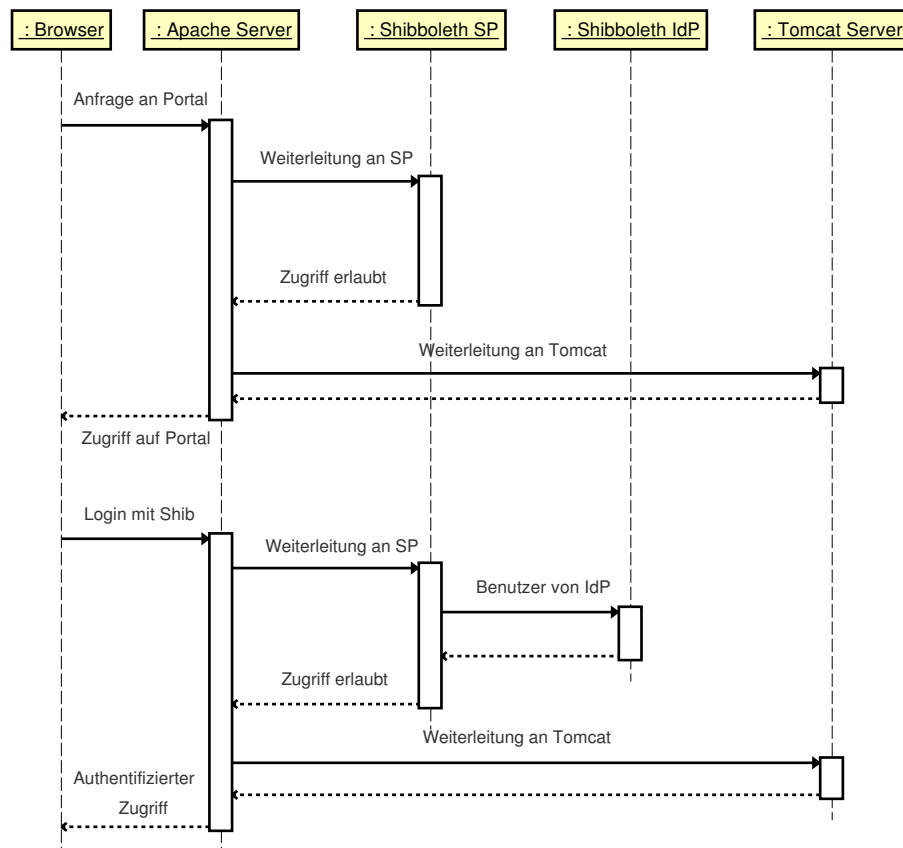 : Browser
: Apache Server
: Shibboleth SP
: Shibboleth IdP
: Tomcat Server
Anfrage an Portal
Weiterleitung an SP
Zugriff erlaubt
Weiterleitung an Tomcat
Zugriff auf Portal
Login mit Shib
Weiterleitung an SP
Benutzer von IdP
Zugriff erlaubt
Weiterleitung an Tomcat
Authentifizierter
Zugriff